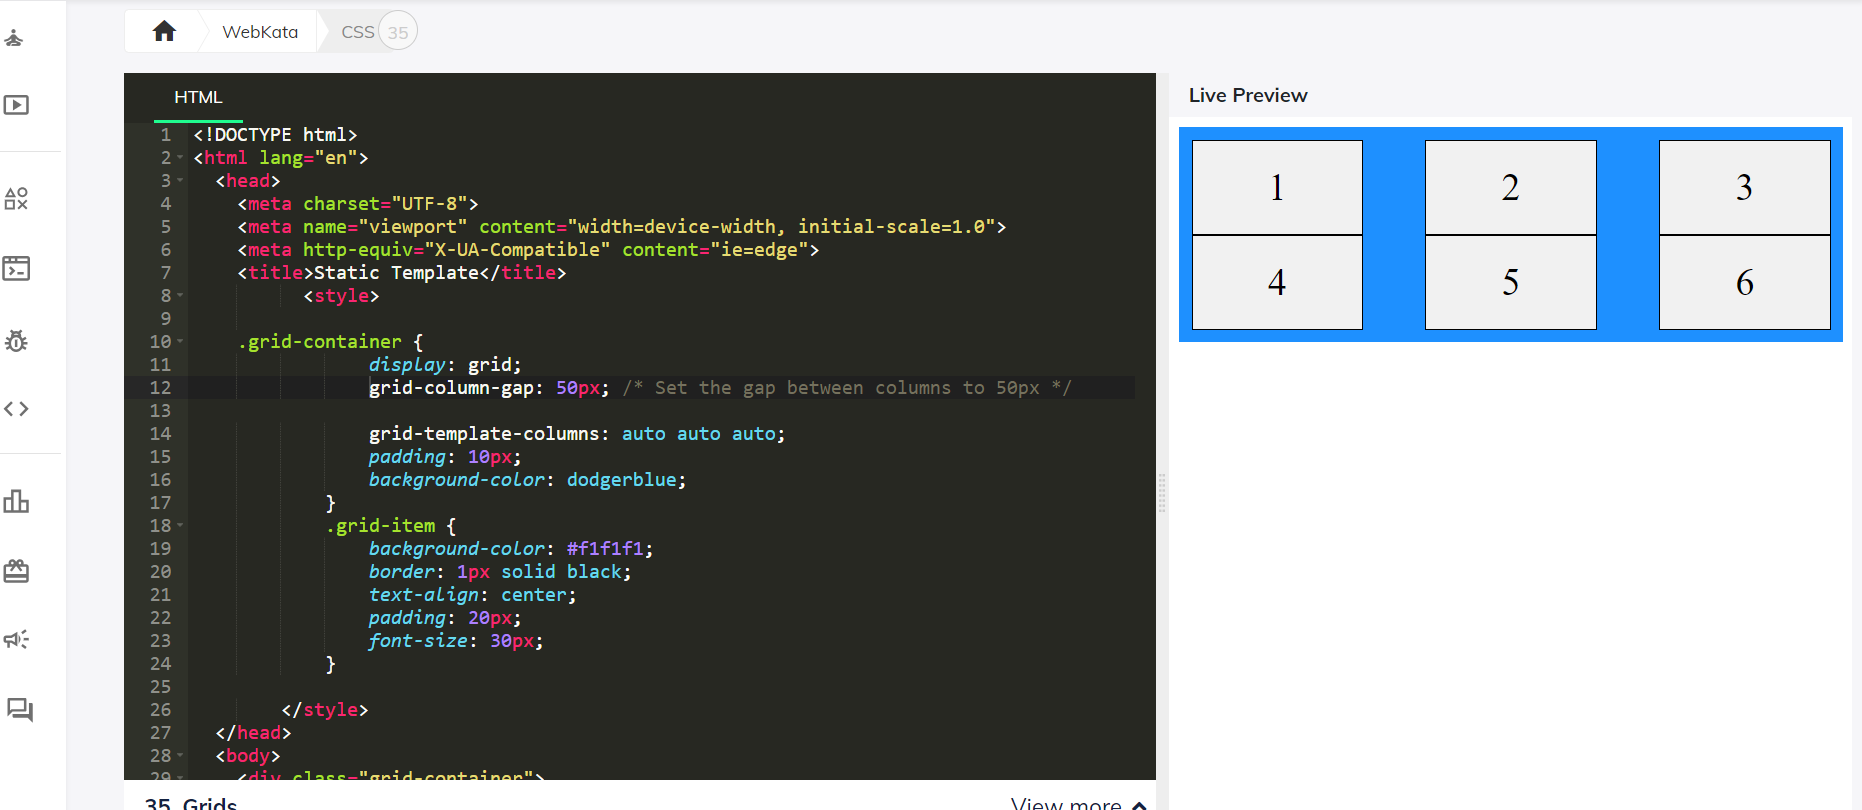 WebKata
CSS 35
HTML
1 <!DOCTYPE html>
2 <html lang="en">
3 <head>
4 <meta charset="UTF-8">
5 <meta name="viewport" content="width=device-width, initial-scale=1.0">
6 <meta http-equiv="X-UA-Compatible" content="ie=edge">
7 <title>Static Template</title>
8 <style>
9
10 .grid-container {
11 display: grid;
12 grid-column-gap: 50px; /* Set the gap between columns to 50px */
13
14 grid-template-columns: auto auto auto;
15 padding: 10px;
16 background-color: dodgerblue;
17 }
18 .grid-item {
19 background-color: #f1f1f1;
20 border: 1px solid black;
21 text-align: center;
22 padding: 20px;
23 font-size: 30px;
24 }
25
26 </style>
27 </head>
28 <body>
29 <div class="grid-container">
35. Grids
View more
Live Preview
1 2 3
4 5 6